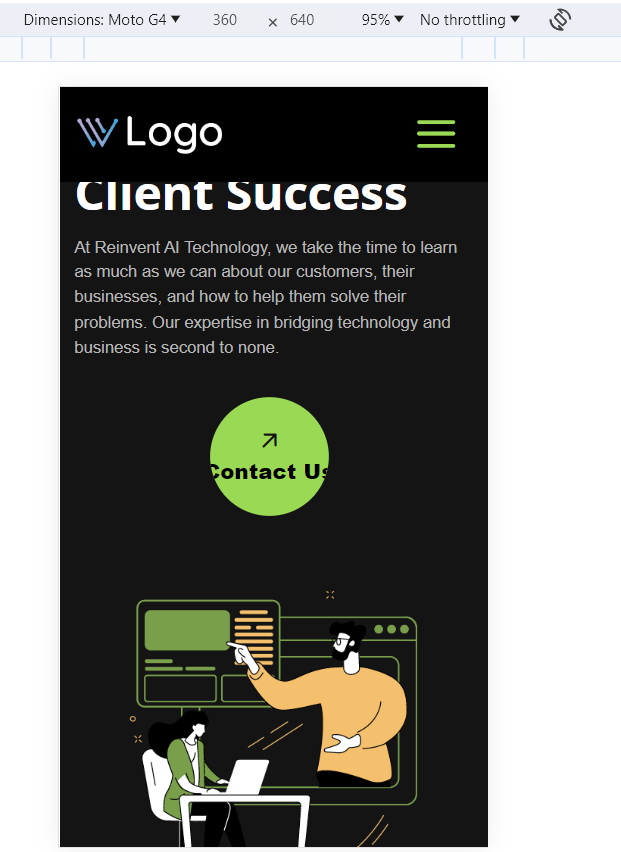 Dimensions: Moto G4 ▼ 360 × 640 95% ▼ No throttling ▼
Logo
Client Success
At Reinvent AI Technology, we take the time to learn
as much as we can about our customers, their
businesses, and how to help them solve their
problems. Our expertise in bridging technology and
business is second to none.
Contact Us